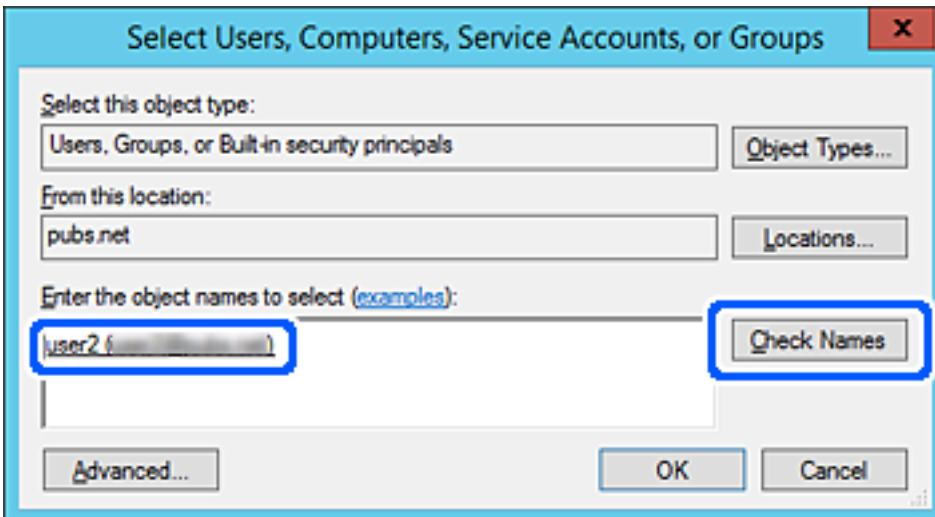 Select Users, Computers, Service Accounts, or Groups
x
Select this object type:
Users, Groups, or Built-in security principals
Object Types...
From this location:
pubs.net
Locations...
Enter the object names to select (examples):
user2 (
)
Check Names
Advanced...
OK
Cancel